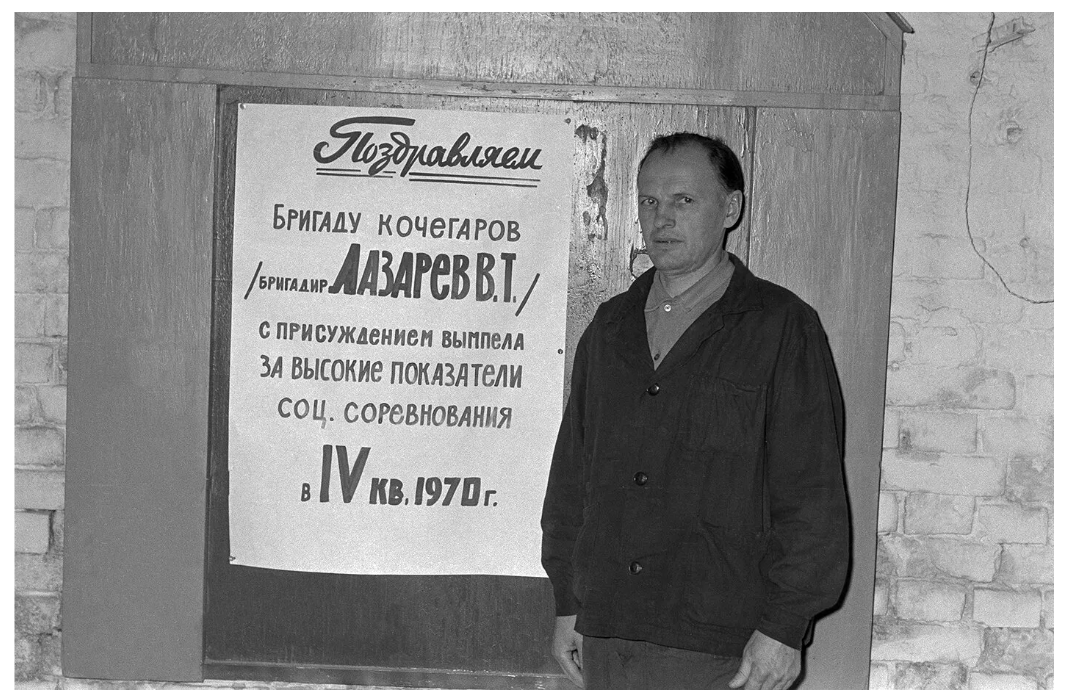 Поздравляем
БРИГАДУ КОЧЕГАРОВ
/БРИГАДИР ЛАЗАРЕВ В.Т./
С ПРИСУЖДЕНИЕМ ВЫМПЕЛА
ЗА ВЫСОКИЕ ПОКАЗАТЕЛИ
СОЦ. СОРЕВНОВАНИЯ
В IV КВ. 1970 г.